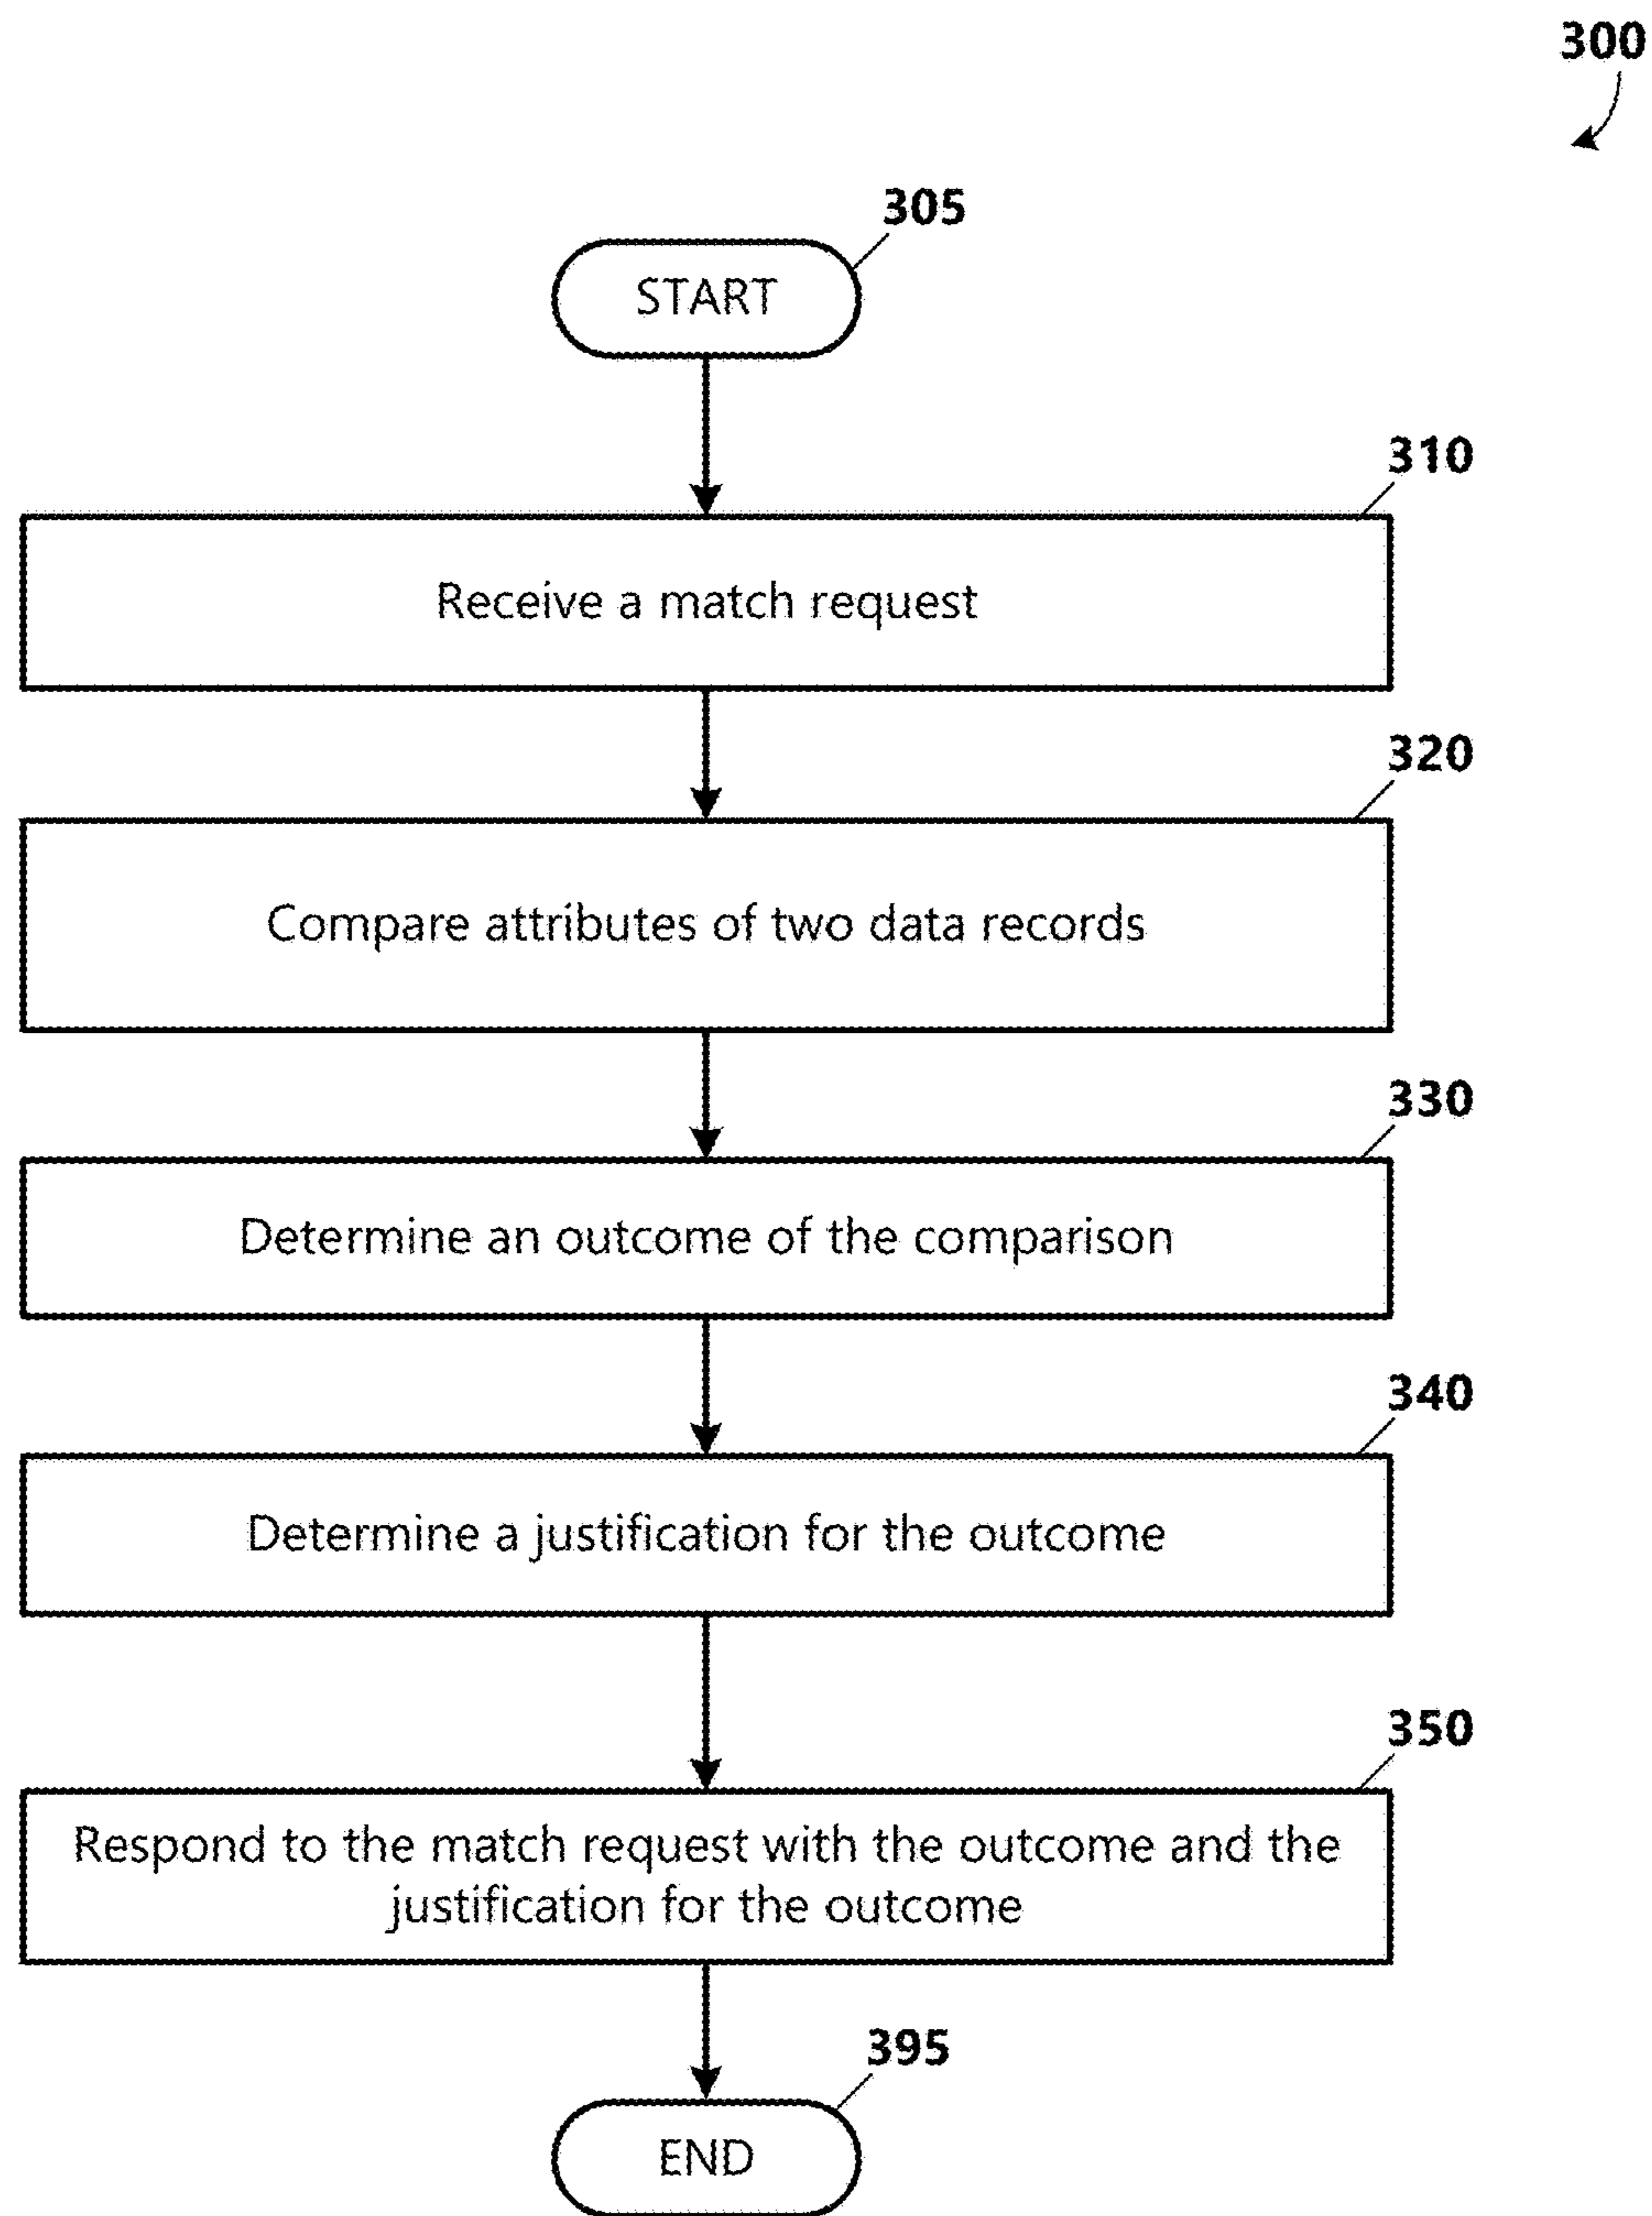 300
305
START
310
Receive a match request
320
Compare attributes of two data records
330
Determine an outcome of the comparison
340
Determine a justification for the outcome
350
Respond to the match request with the outcome and the
justification for the outcome
395
END